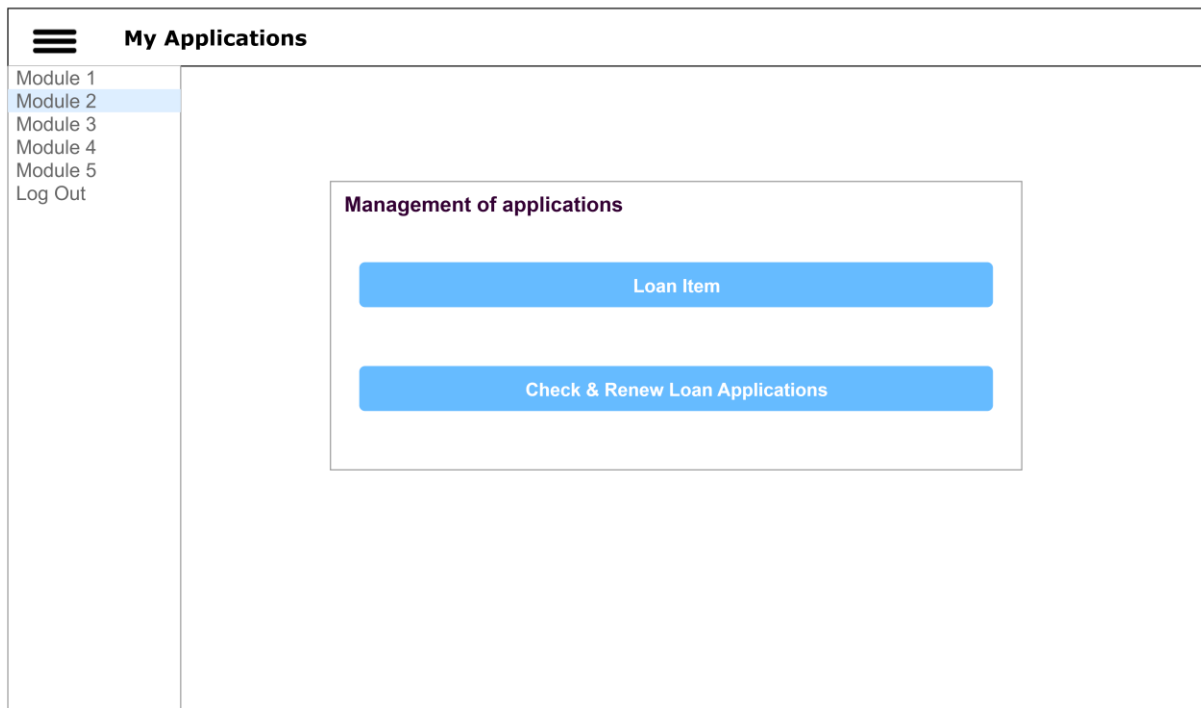 My Applications
Module 1
Module 2
Module 3
Module 4
Module 5
Log Out
Management of applications
Loan Item
Check & Renew Loan Applications